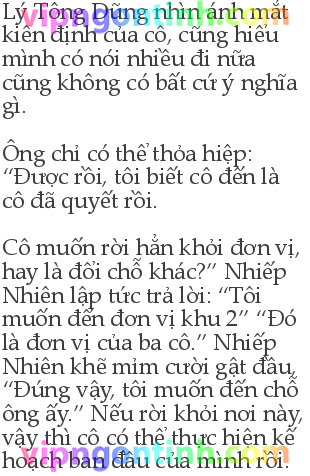 Lý Tông Dũng nhìn ánh mắt
kiên định của cô, cũng hiểu
mình có nói nhiều đi nữa
cũng không có bất cứ ý nghĩa
gì.
Ông chỉ có thể thỏa hiệp:
“Được rồi, tôi biết cô đến là
cô đã quyết rồi.
Cô muốn rời hẳn khỏi đơn vị,
hay là đổi chỗ khác?” Nhiếp
Nhiên lập tức trả lời: “Tôi
muốn đến đơn vị khu 2” “Đó
là đơn vị của ba cô.” Nhiếp
Nhiên khẽ mỉm cười gật đầu,
“Đúng vậy, tôi muốn đến chỗ
ông ấy.” Nếu rời khỏi nơi này,
vậy thì cô có thể thực hiện kế
hoạch ban đầu của mình rồi.
vipngontinh.com
vipngontinh.com